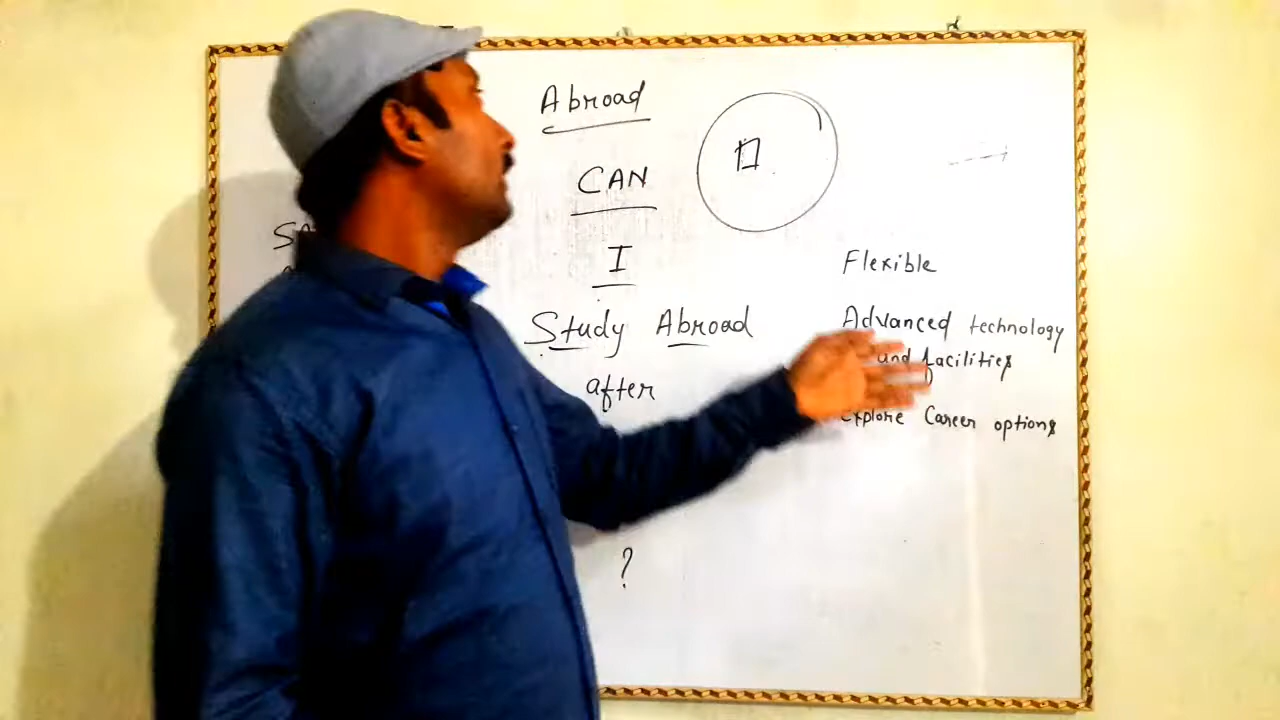 Abroad
CAN
I
Study Abroad
after
?
Flexible
Advanced technology
and facilities
Explore Career options